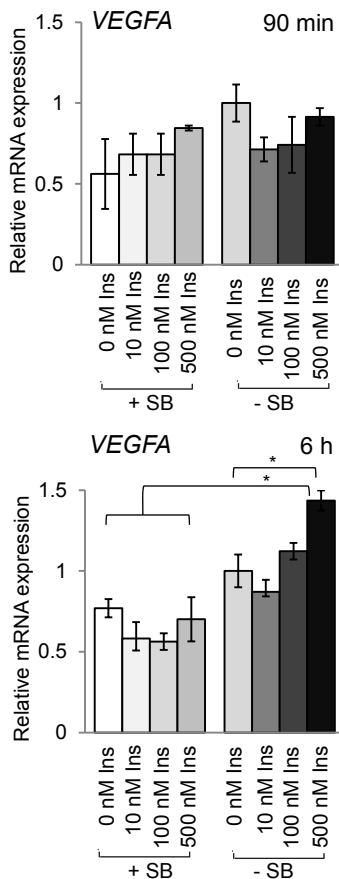 VEGFA 90 min
Relative mRNA expression
1.5
1
0.5
0
0 nM Ins
10 nM Ins
100 nM Ins
500 nM Ins
0 nM Ins
10 nM Ins
100 nM Ins
500 nM Ins
+ SB
- SB
VEGFA 6 h
*
*
Relative mRNA expression
1.5
1
0.5
0
0 nM Ins
10 nM Ins
100 nM Ins
500 nM Ins
0 nM Ins
10 nM Ins
100 nM Ins
500 nM Ins
+ SB
- SB